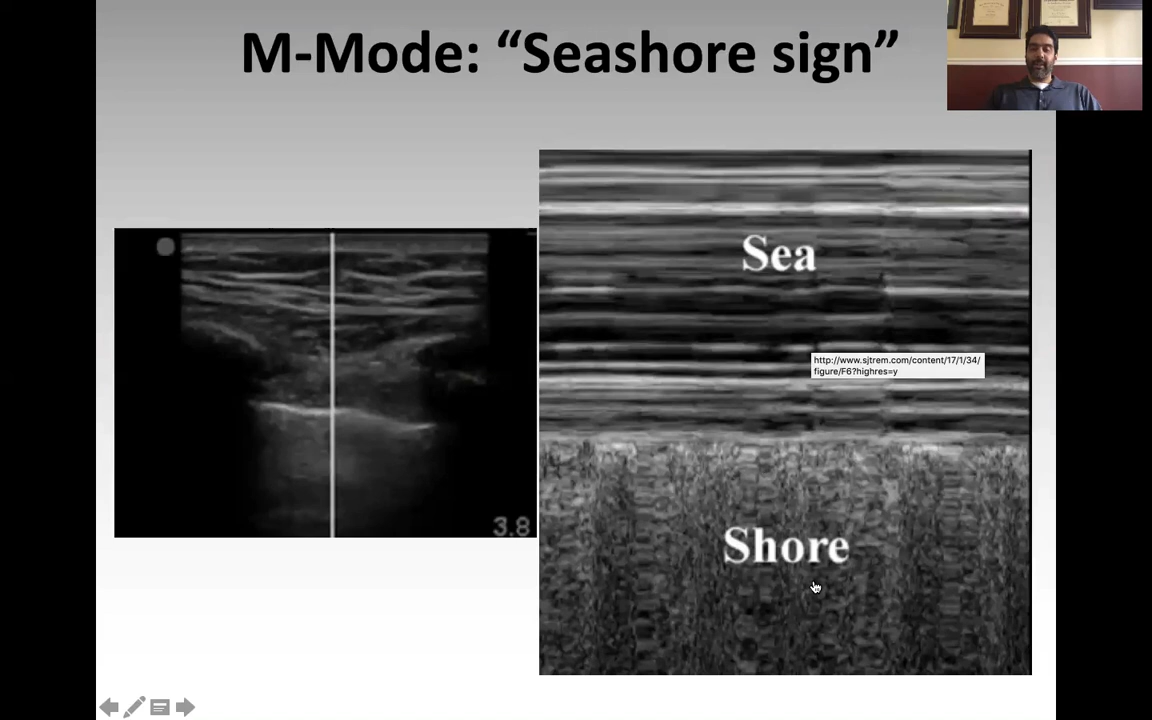 M-Mode: “Seashore sign”
Sea
http://www.sjtrem.com/content/17/1/34/
figure/F6?highres=y
3.8
Shore